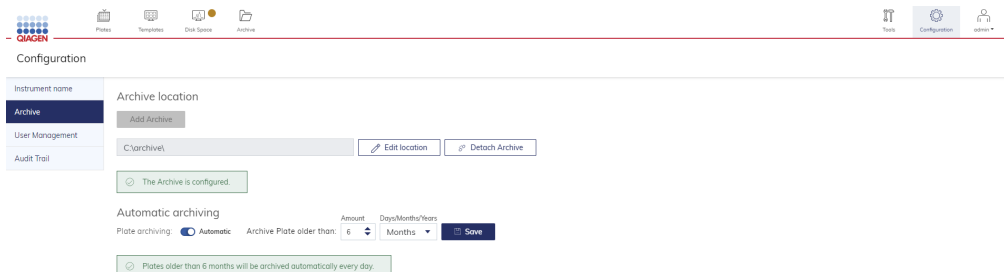 Plates Templates Disk Space Archive Tools Configuration admin
QIAGEN
Configuration
Instrument name
Archive
User Management
Audit Trail
Archive location
Add Archive
C:\archive\ Edit location Detach Archive
The Archive is configured.
Automatic archiving
Amount Days/Months/Years
Plate archiving: Automatic Archive Plate older than: 6 Months Save
Plates older than 6 months will be archived automatically every day.